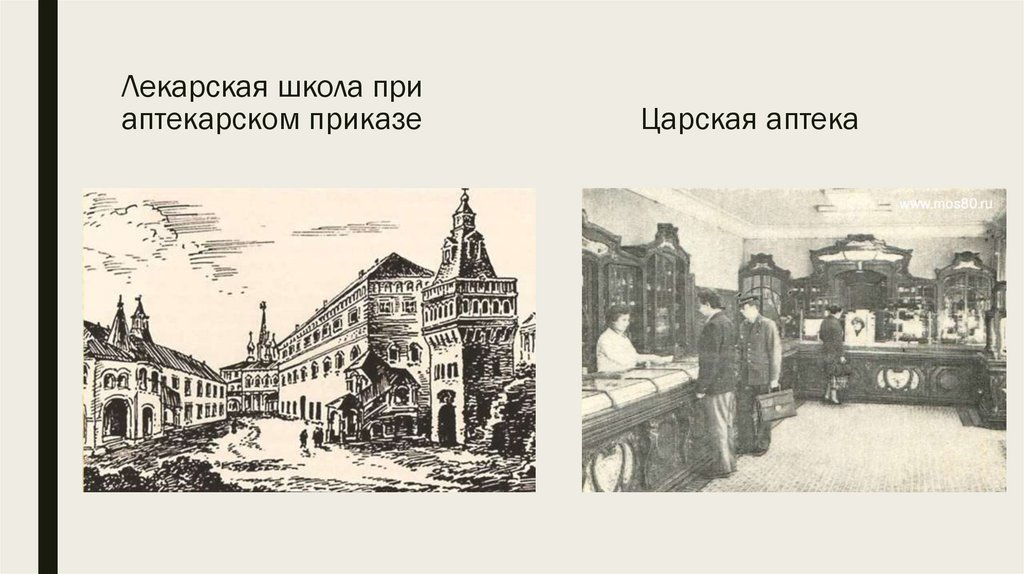 Лекарская школа при
аптекарском приказе
Царская аптека
www.mos80.ru